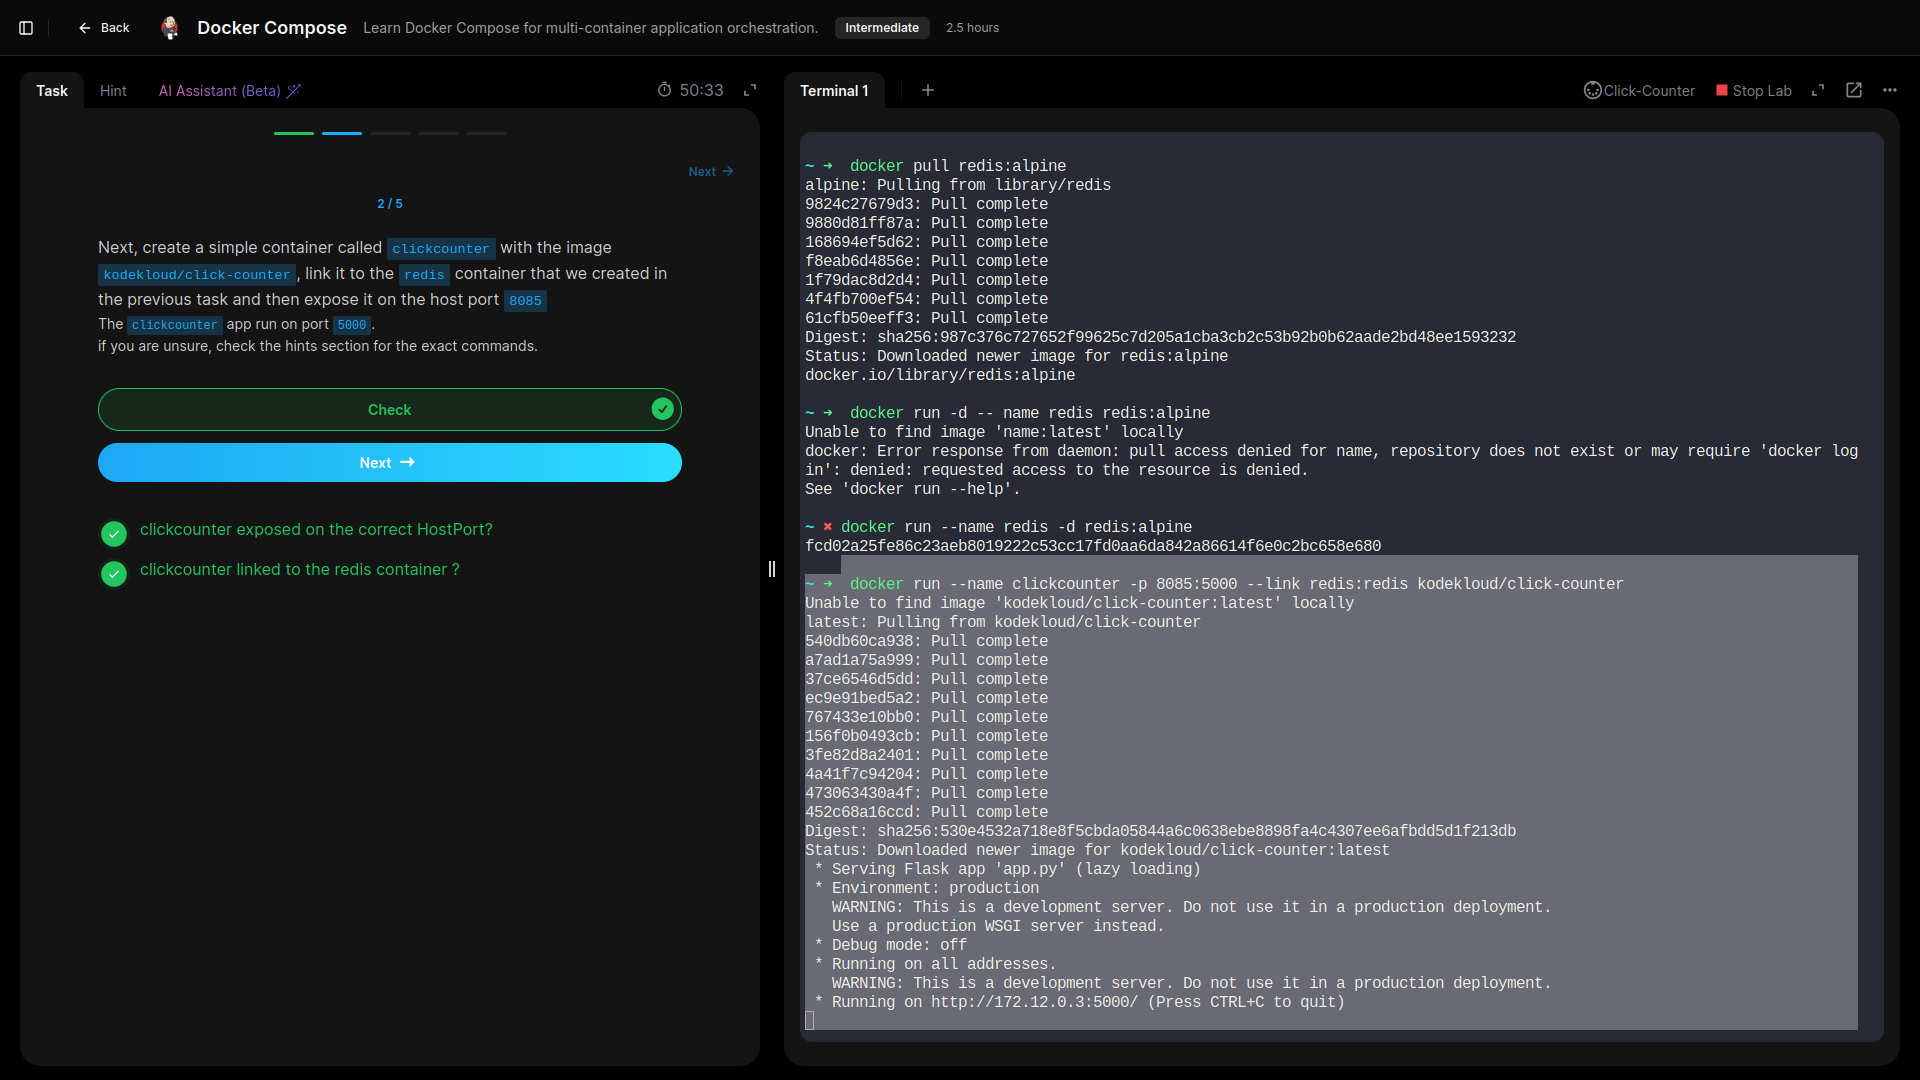 Back
Docker Compose
Learn Docker Compose for multi-container application orchestration.
Intermediate
2.5 hours
Task
Hint
AI Assistant (Beta)
50:33
Next →
2 / 5
Next, create a simple container called clickcounter with the image
kodekloud/click-counter, link it to the redis container that we created in
the previous task and then expose it on the host port 8085
The clickcounter app run on port 5000.
if you are unsure, check the hints section for the exact commands.
Check
Next →
clickcounter exposed on the correct HostPort?
clickcounter linked to the redis container ?
Terminal 1
+
Click-Counter
Stop Lab
~ ➜  docker pull redis:alpine
alpine: Pulling from library/redis
9824c27679d3: Pull complete
9880d81ff87a: Pull complete
168694ef5d62: Pull complete
f8eab6d4856e: Pull complete
1f79dac8d2d4: Pull complete
4f4fb700ef54: Pull complete
61cfb50eeff3: Pull complete
Digest: sha256:987c376c727652f99625c7d205a1cba3cb2c53b92b0b62aade2bd48ee1593232
Status: Downloaded newer image for redis:alpine
docker.io/library/redis:alpine
~ ➜  docker run -d -- name redis redis:alpine
Unable to find image 'name:latest' locally
docker: Error response from daemon: pull access denied for name, repository does not exist or may require 'docker log
in': denied: requested access to the resource is denied.
See 'docker run --help'.
~ ✖ docker run --name redis -d redis:alpine
fcd02a25fe86c23aeb8019222c53cc17fd0aa6da842a86614f6e0c2bc658e680
~ ➜  docker run --name clickcounter -p 8085:5000 --link redis:redis kodekloud/click-counter
Unable to find image 'kodekloud/click-counter:latest' locally
latest: Pulling from kodekloud/click-counter
540db60ca938: Pull complete
a7ad1a75a999: Pull complete
37ce6546d5dd: Pull complete
ec9e91bed5a2: Pull complete
767433e10bb0: Pull complete
156f0b0493cb: Pull complete
3fe82d8a2401: Pull complete
4a41f7c94204: Pull complete
473063430a4f: Pull complete
452c68a16ccd: Pull complete
Digest: sha256:530e4532a718e8f5cbda05844a6c0638ebe8898fa4c4307ee6afbdd5d1f213db
Status: Downloaded newer image for kodekloud/click-counter:latest
 * Serving Flask app 'app.py' (lazy loading)
 * Environment: production
   WARNING: This is a development server. Do not use it in a production deployment.
   Use a production WSGI server instead.
 * Debug mode: off
 * Running on all addresses.
   WARNING: This is a development server. Do not use it in a production deployment.
 * Running on http://172.12.0.3:5000/ (Press CTRL+C to quit)